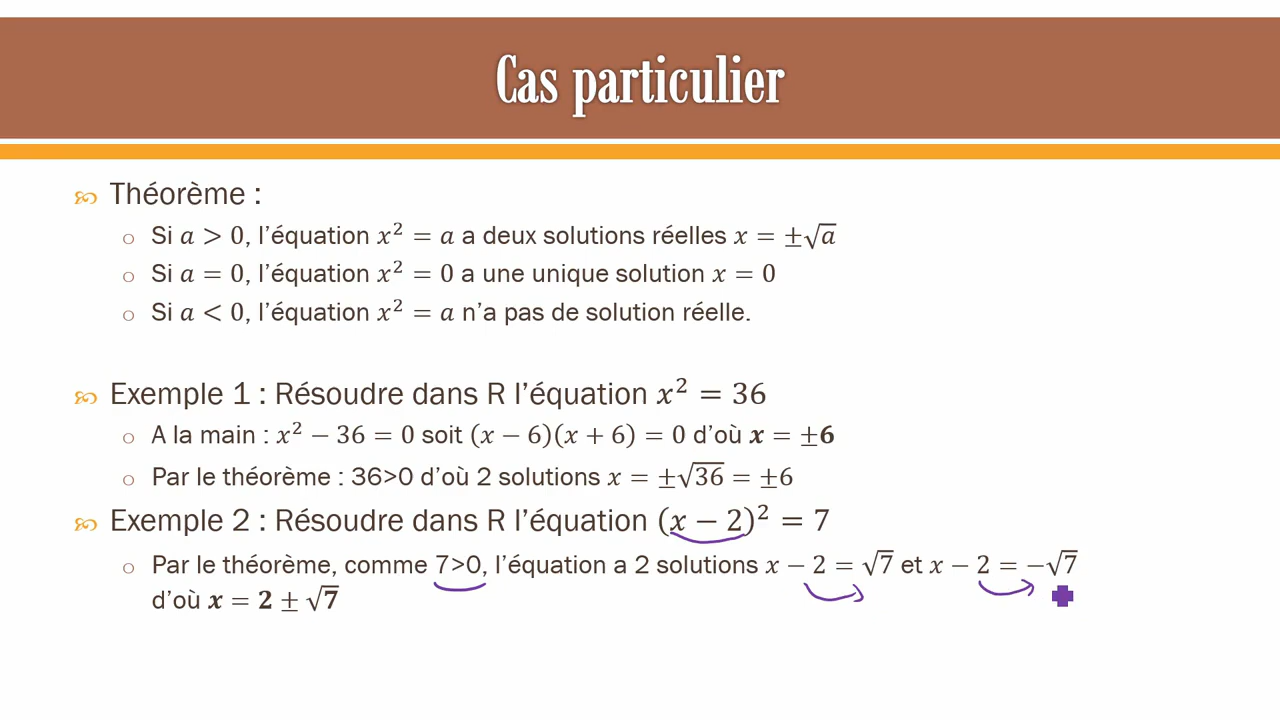 Cas particulier
Théorème :
Si a > 0, l'équation x² = a a deux solutions réelles x = ±√a
Si a = 0, l'équation x² = 0 a une unique solution x = 0
Si a < 0, l'équation x² = a n'a pas de solution réelle.
Exemple 1 : Résoudre dans R l'équation x² = 36
A la main : x² − 36 = 0 soit (x − 6)(x + 6) = 0 d'où x = ±6
Par le théorème : 36>0 d'où 2 solutions x = ±√36 = ±6
Exemple 2 : Résoudre dans R l'équation (x − 2)² = 7
Par le théorème, comme 7>0, l'équation a 2 solutions x − 2 = √7 et x − 2 = −√7
d'où x = 2 ± √7